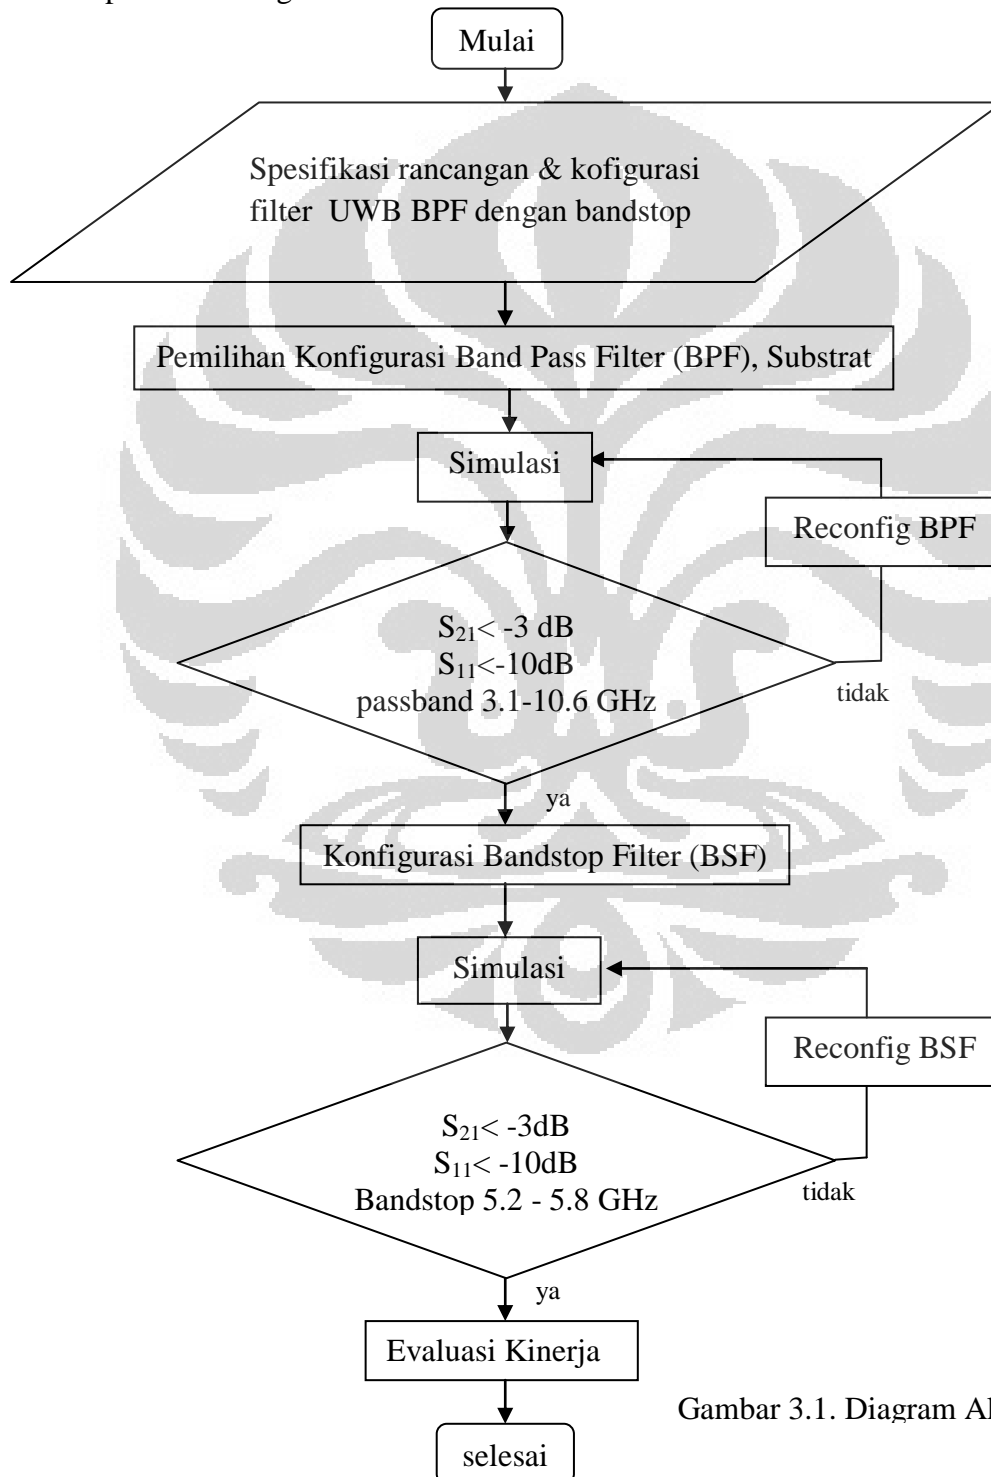 Mulai
Spesifikasi rancangan & kofigurasi
filter UWB BPF dengan bandstop
Pemilihan Konfigurasi Band Pass Filter (BPF), Substrat
Simulasi
Reconfig BPF
S₂₁< -3 dB
S₁₁<-10dB
passband 3.1-10.6 GHz
tidak
ya
Konfigurasi Bandstop Filter (BSF)
Simulasi
Reconfig BSF
S₂₁< -3dB
S₁₁< -10dB
Bandstop 5.2 - 5.8 GHz
tidak
ya
Evaluasi Kinerja
Gambar 3.1. Diagram Al
selesai